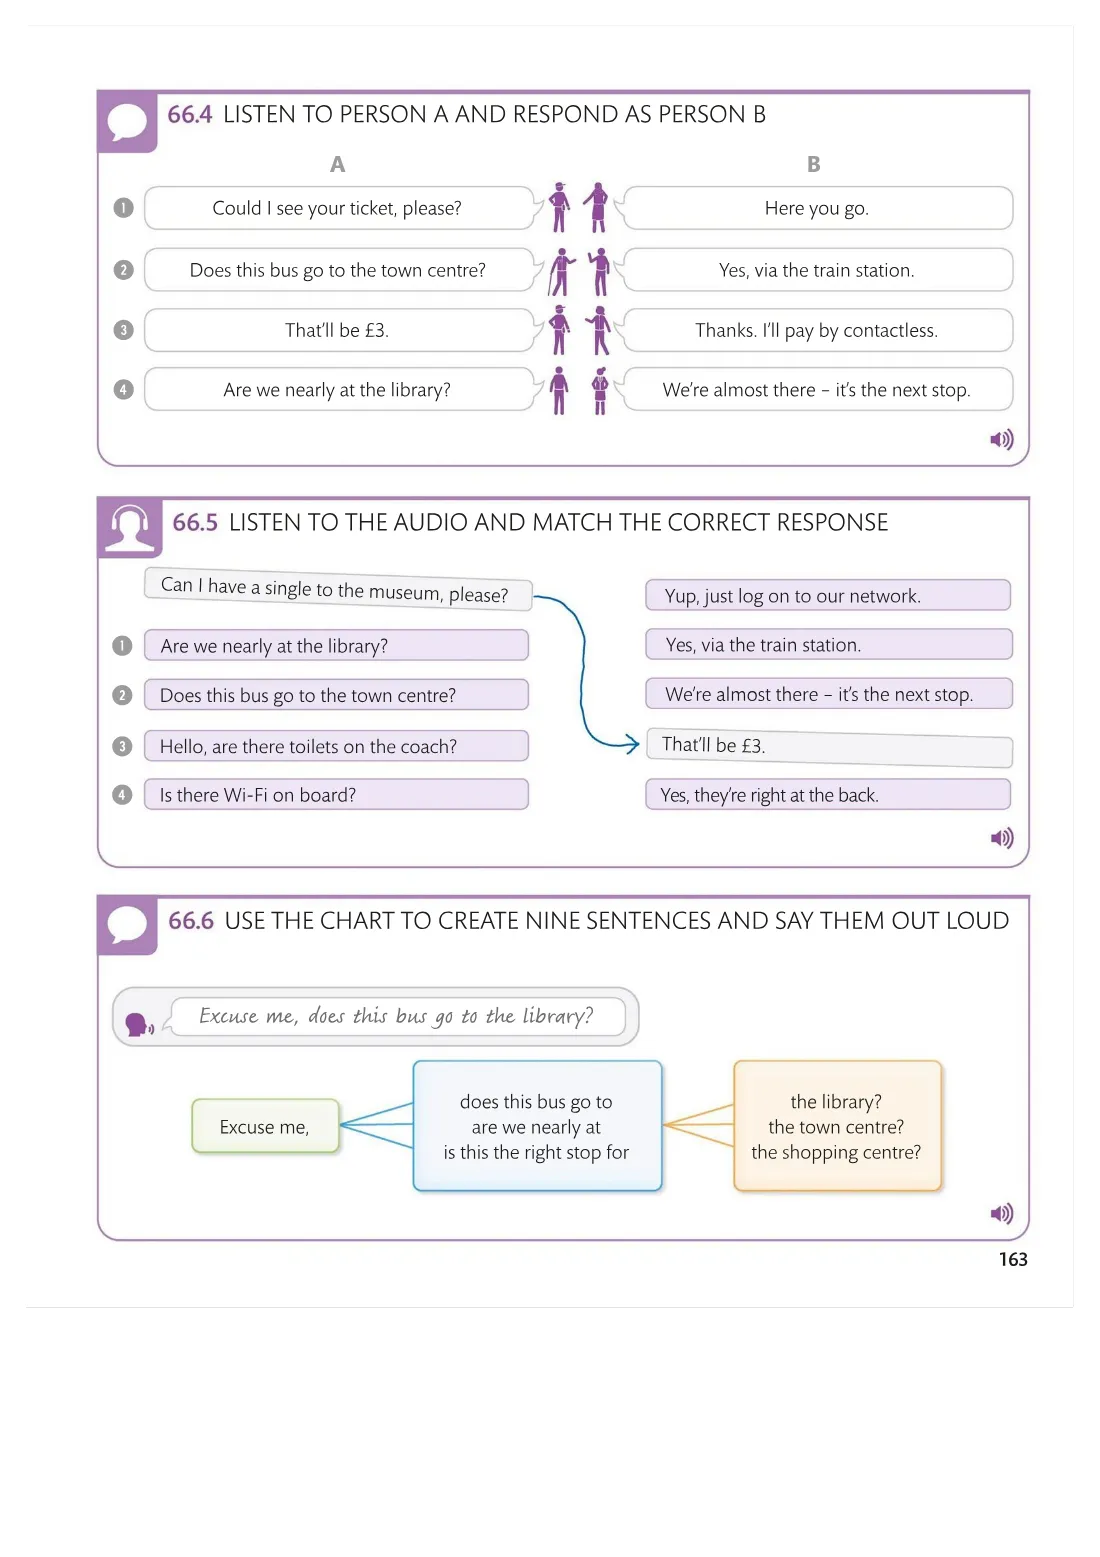 66.4 LISTEN TO PERSON A AND RESPOND AS PERSON B
A
B
1 Could I see your ticket, please?
Here you go.
2 Does this bus go to the town centre?
Yes, via the train station.
3 That’ll be £3.
Thanks. I’ll pay by contactless.
4 Are we nearly at the library?
We’re almost there – it’s the next stop.
66.5 LISTEN TO THE AUDIO AND MATCH THE CORRECT RESPONSE
Can I have a single to the museum, please?
1 Are we nearly at the library?
2 Does this bus go to the town centre?
3 Hello, are there toilets on the coach?
4 Is there Wi-Fi on board?
Yup, just log on to our network.
Yes, via the train station.
We’re almost there – it’s the next stop.
That’ll be £3.
Yes, they’re right at the back.
66.6 USE THE CHART TO CREATE NINE SENTENCES AND SAY THEM OUT LOUD
Excuse me, does this bus go to the library?
Excuse me,
does this bus go to
are we nearly at
is this the right stop for
the library?
the town centre?
the shopping centre?
163